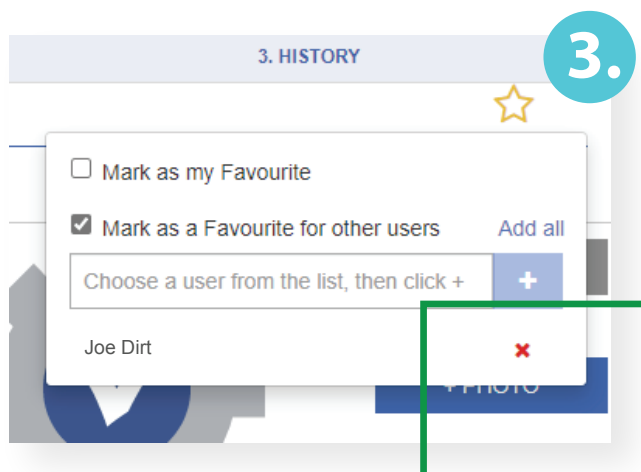 3. HISTORY
3.
Mark as my Favourite
Mark as a Favourite for other users
Add all
Choose a user from the list, then click +
+
Joe Dirt
+ PHOTO